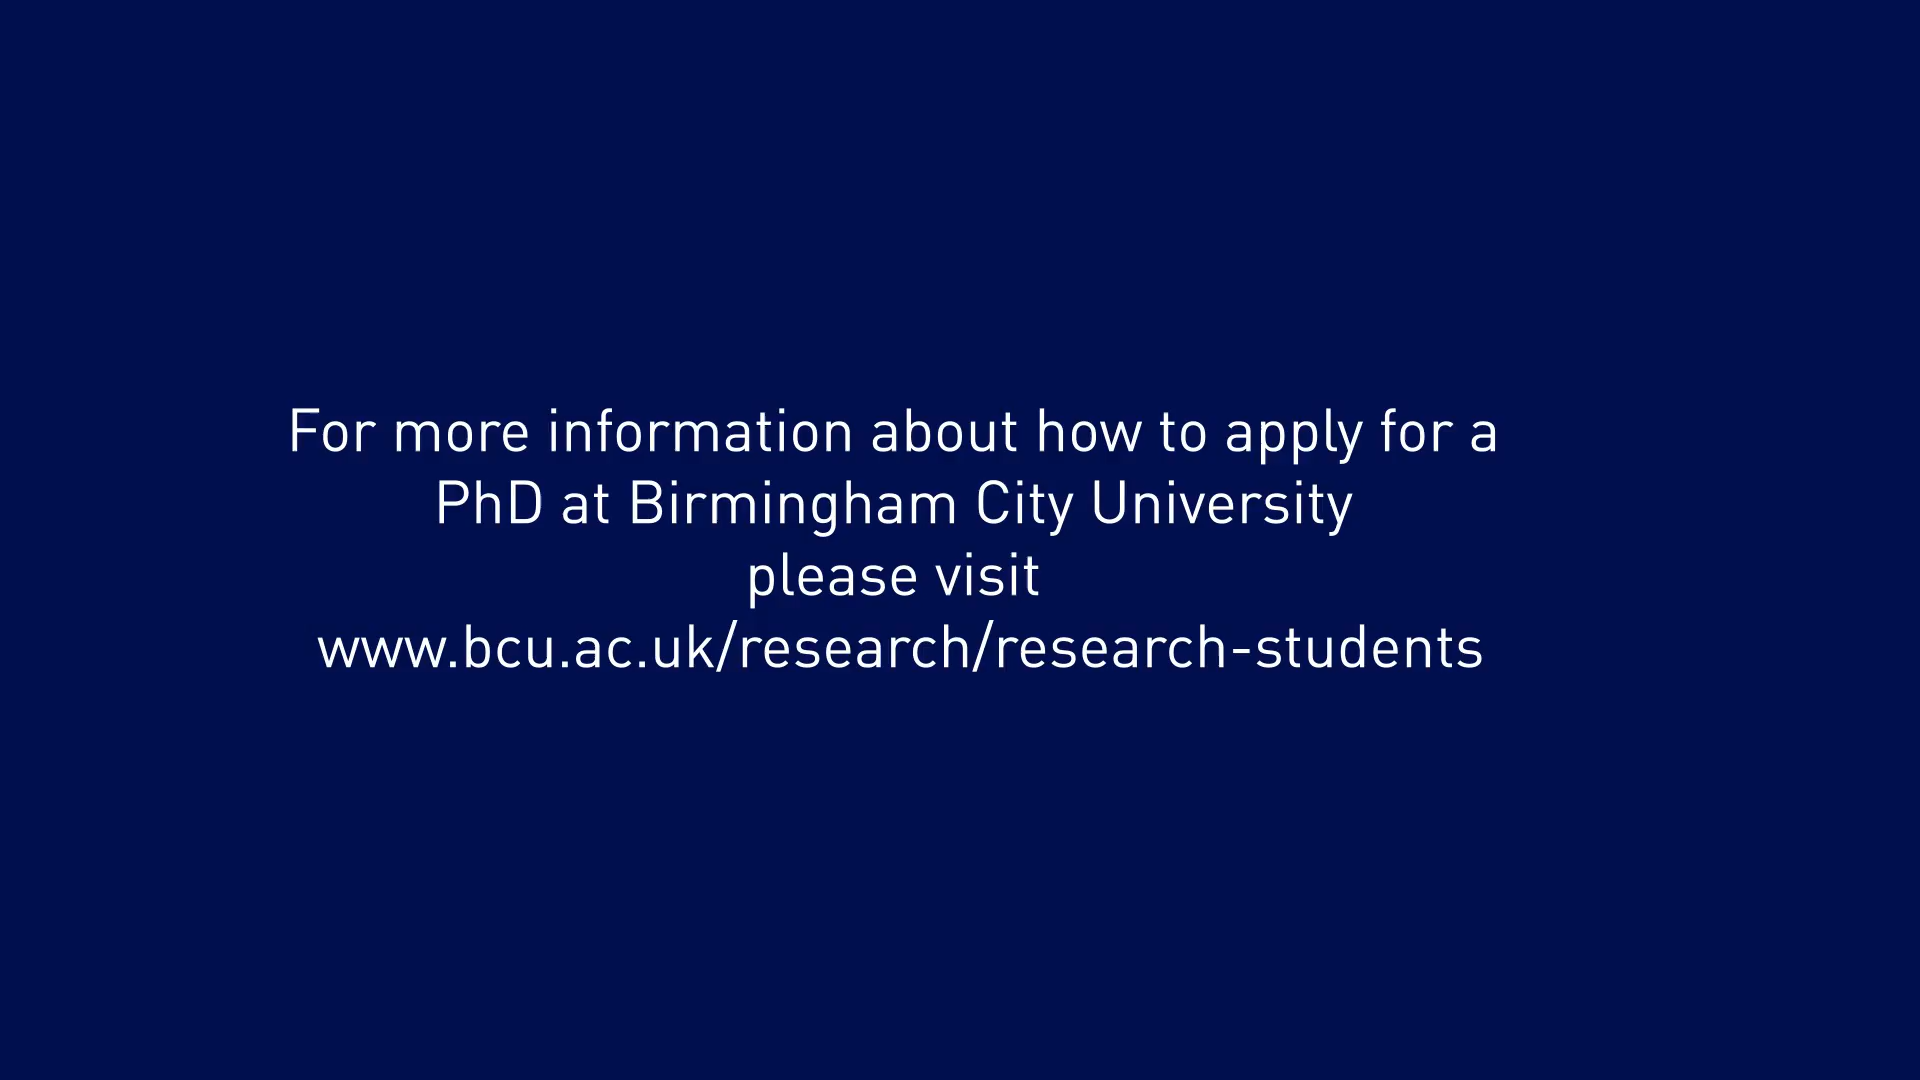 For more information about how to apply for a
PhD at Birmingham City University
please visit
www.bcu.ac.uk/research/research-students